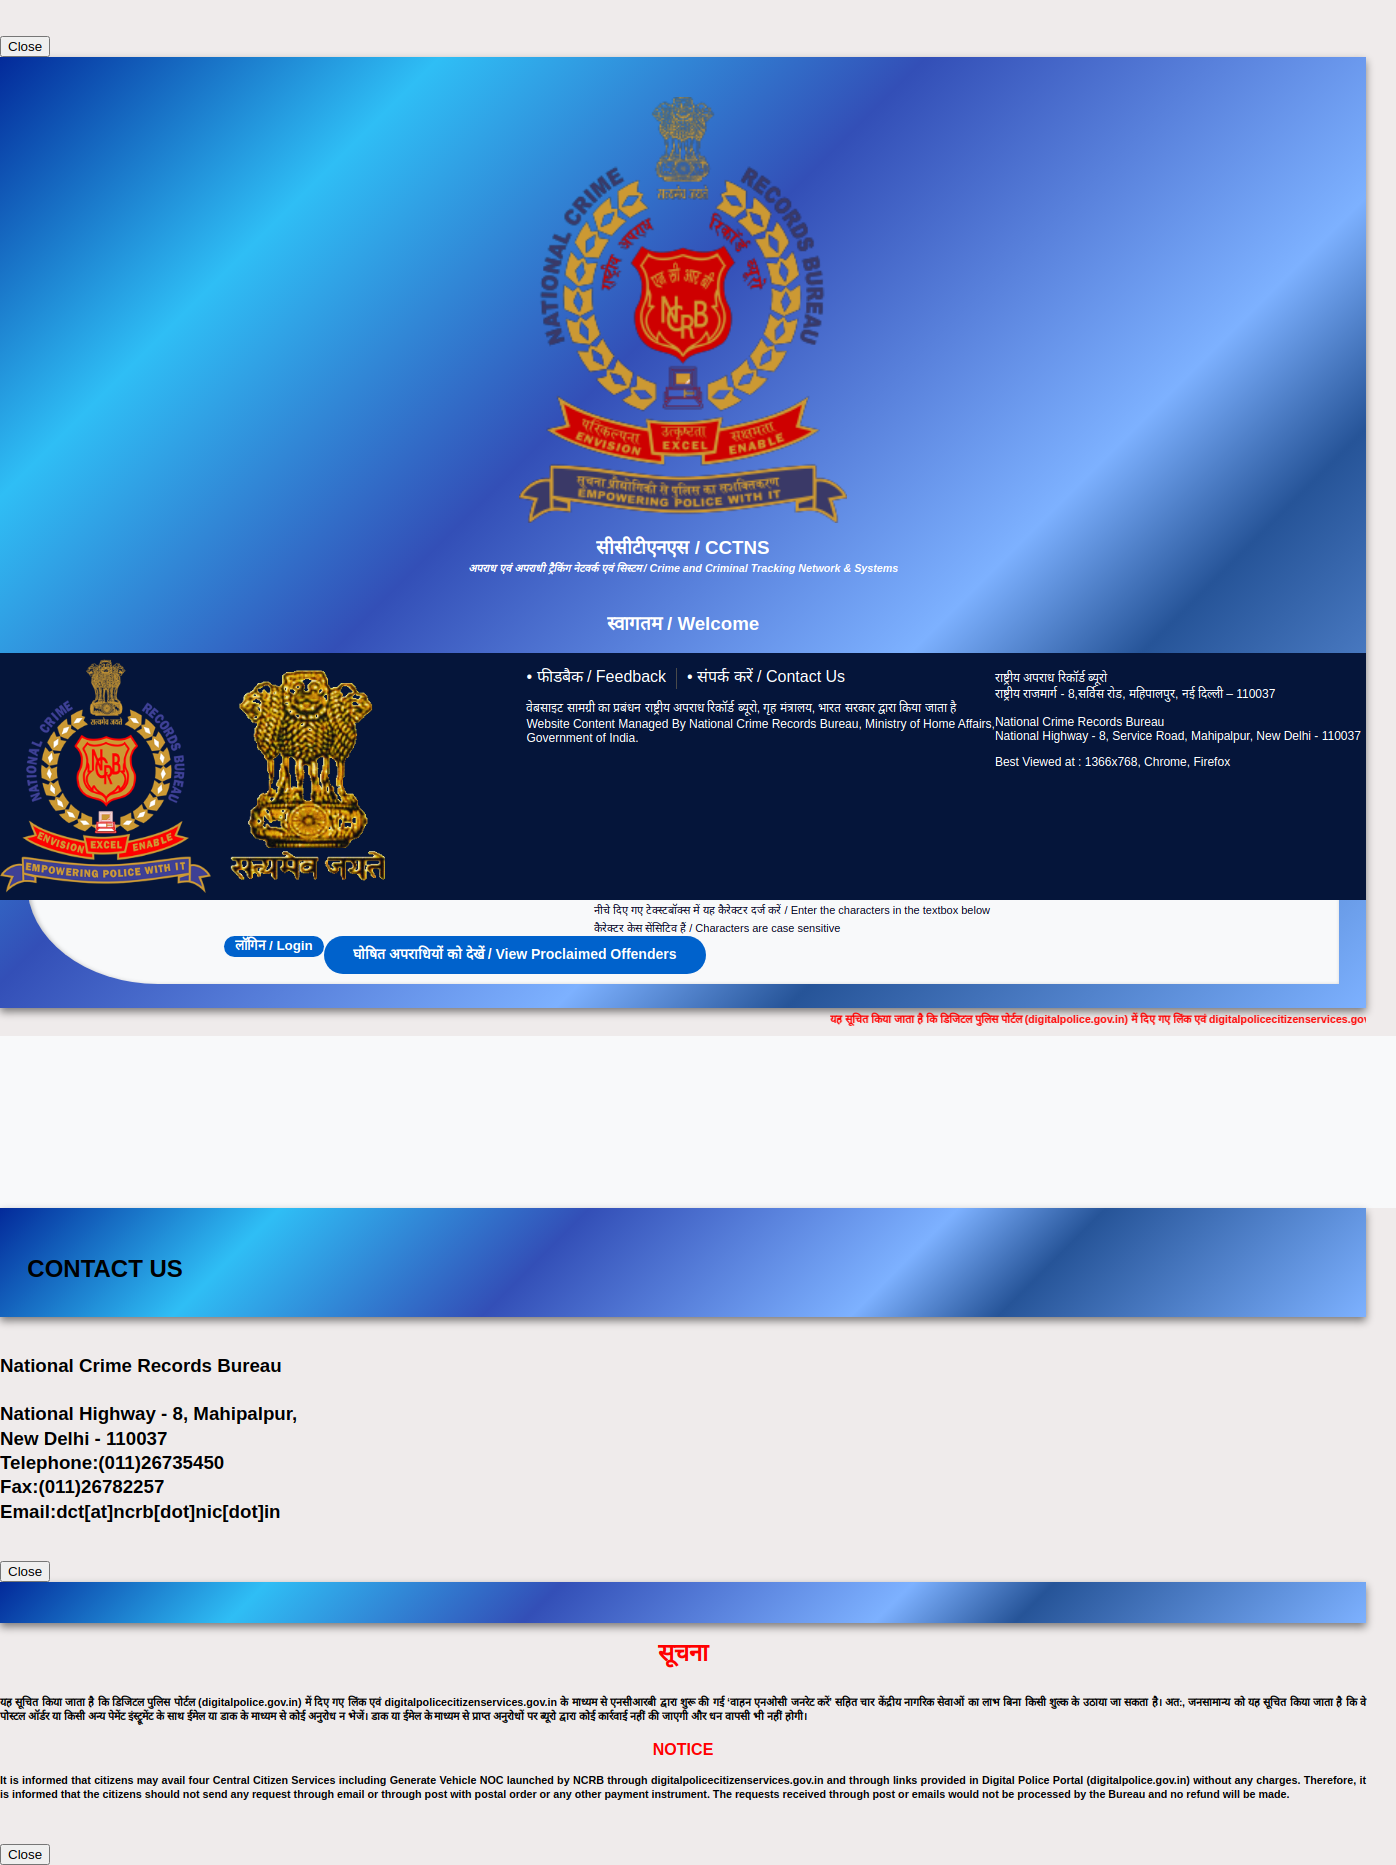 Close
सत्यमेव जयते
NATIONAL CRIME RECORDS BUREAU
राष्ट्रीय अपराध रिकॉर्ड ब्यूरो
एन सी आर बी
NCRB
परिकल्पना उत्कृष्टता सक्षमता
ENVISION EXCEL ENABLE
सूचना प्रौद्योगिकी से पुलिस का सशक्तिकरण
EMPOWERING POLICE WITH IT
सीसीटीएनएस / CCTNS
अपराध एवं अपराधी ट्रैकिंग नेटवर्क एवं सिस्टम / Crime and Criminal Tracking Network & Systems
स्वागतम / Welcome
सत्यमेव जयते
NATIONAL CRIME RECORDS BUREAU
NCRB
ENVISION EXCEL ENABLE
EMPOWERING POLICE WITH IT
सत्यमेव जयते
• फीडबैक / Feedback
• संपर्क करें / Contact Us
वेबसाइट सामग्री का प्रबंधन राष्ट्रीय अपराध रिकॉर्ड ब्यूरो, गृह मंत्रालय, भारत सरकार द्वारा किया जाता है
Website Content Managed By National Crime Records Bureau, Ministry of Home Affairs,
Government of India.
राष्ट्रीय अपराध रिकॉर्ड ब्यूरो
राष्ट्रीय राजमार्ग - 8,सर्विस रोड, महिपालपुर, नई दिल्ली – 110037
National Crime Records Bureau
National Highway - 8, Service Road, Mahipalpur, New Delhi - 110037
Best Viewed at : 1366x768, Chrome, Firefox
नीचे दिए गए टेक्स्टबॉक्स में यह कैरेक्टर दर्ज करें / Enter the characters in the textbox below
कैरेक्टर केस सेंसिटिव हैं / Characters are case sensitive
लॉगिन / Login
घोषित अपराधियों को देखें / View Proclaimed Offenders
यह सूचित किया जाता है कि डिजिटल पुलिस पोर्टल (digitalpolice.gov.in) में दिए गए लिंक एवं digitalpolicecitizenservices.gov
CONTACT US
National Crime Records Bureau
National Highway - 8, Mahipalpur,
New Delhi - 110037
Telephone:(011)26735450
Fax:(011)26782257
Email:dct[at]ncrb[dot]nic[dot]in
Close
सूचना
यह सूचित किया जाता है कि डिजिटल पुलिस पोर्टल (digitalpolice.gov.in) में दिए गए लिंक एवं digitalpolicecitizenservices.gov.in के माध्यम से एनसीआरबी द्वारा शुरू की गई ‘वाहन एनओसी जनरेट करें’ सहित चार केंद्रीय नागरिक सेवाओं का लाभ बिना किसी शुल्क के उठाया जा सकता है। अत:, जनसामान्य को यह सूचित किया जाता है कि वे
पोस्टल ऑर्डर या किसी अन्य पेमेंट इंस्ट्रूमेंट के साथ ईमेल या डाक के माध्यम से कोई अनुरोध न भेजें। डाक या ईमेल के माध्यम से प्राप्त अनुरोधों पर ब्यूरो द्वारा कोई कार्रवाई नहीं की जाएगी और धन वापसी भी नहीं होगी।
NOTICE
It is informed that citizens may avail four Central Citizen Services including Generate Vehicle NOC launched by NCRB through digitalpolicecitizenservices.gov.in and through links provided in Digital Police Portal (digitalpolice.gov.in) without any charges. Therefore, it
is informed that the citizens should not send any request through email or through post with postal order or any other payment instrument. The requests received through post or emails would not be processed by the Bureau and no refund will be made.
Close